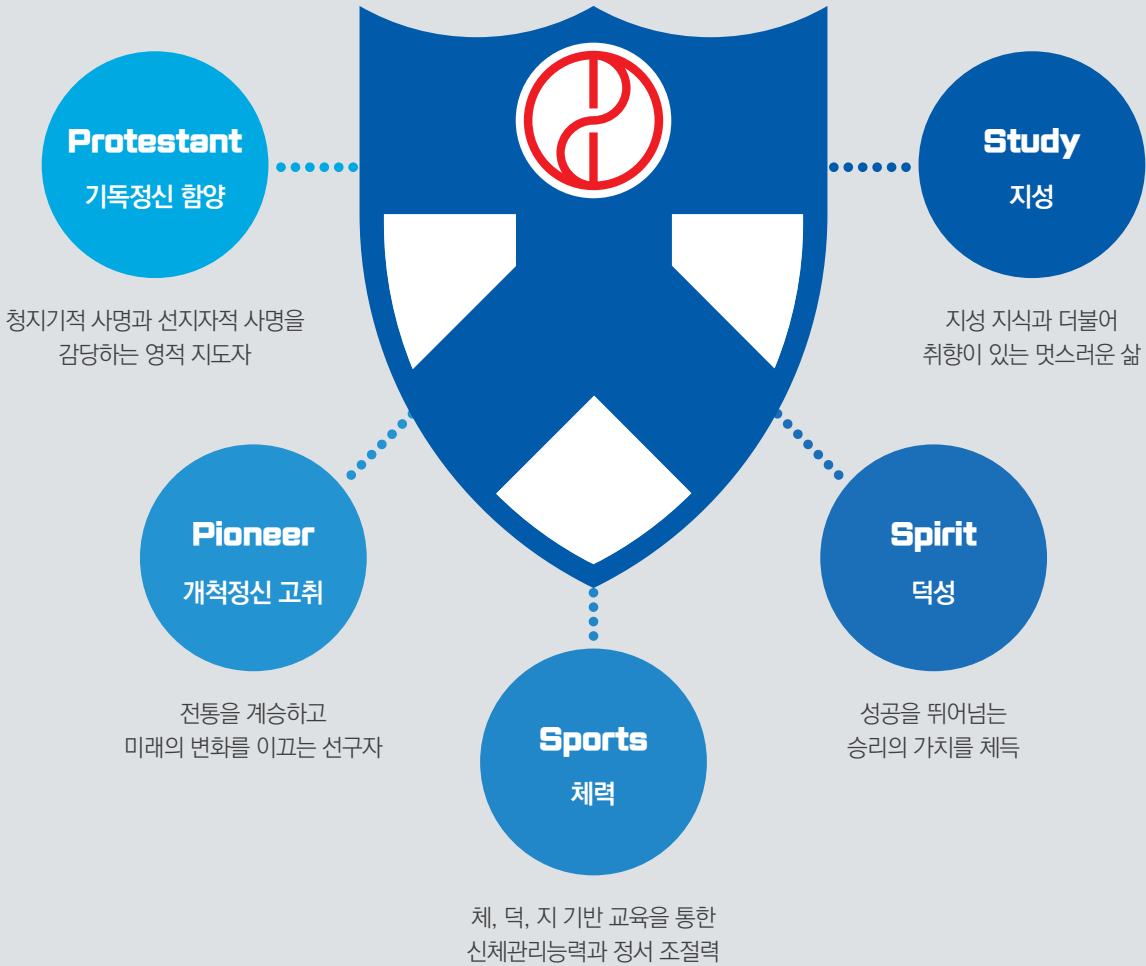 Protestant
기독정신 함양
청지기적 사명과 선지자적 사명을
감당하는 영적 지도자
Study
지성
지성 지식과 더불어
취향이 있는 멋스러운 삶
Pioneer
개척정신 고취
전통을 계승하고
미래의 변화를 이끄는 선구자
Spirit
덕성
성공을 뛰어넘는
승리의 가치를 체득
Sports
체력
체, 덕, 지 기반 교육을 통한
신체관리능력과 정서 조절력